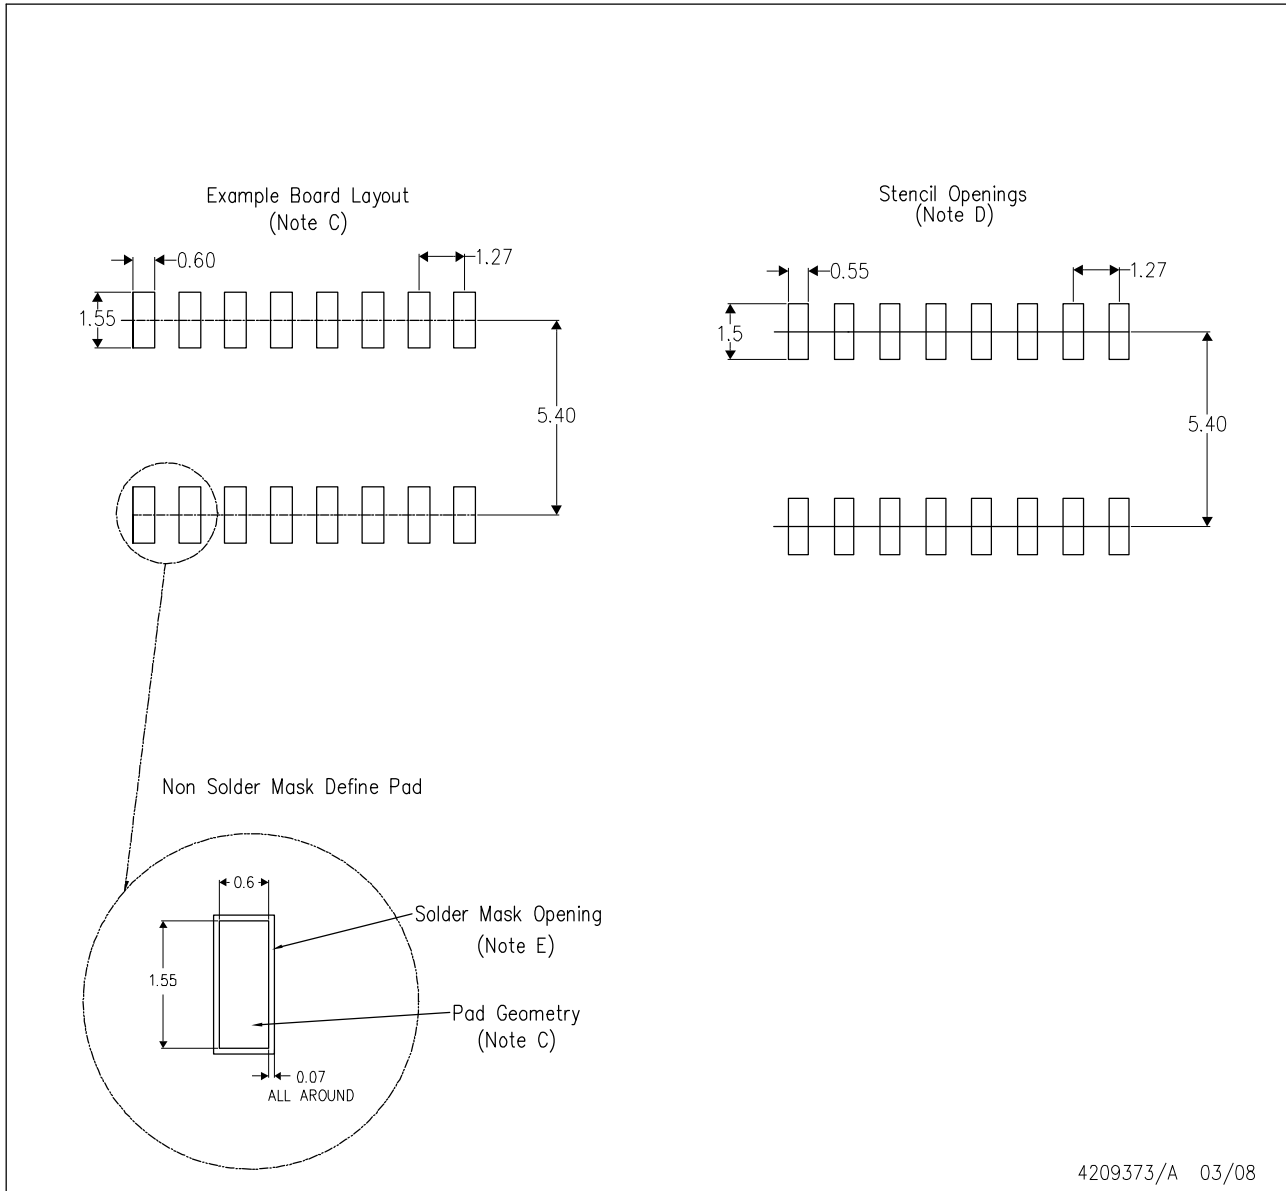 Example Board Layout
(Note C)
0.60
1.27
1.55
5.40
Stencil Openings
(Note D)
0.55
1.27
1.5
5.40
Non Solder Mask Define Pad
0.6
1.55
Solder Mask Opening
(Note E)
Pad Geometry
(Note C)
0.07
ALL AROUND
4209373/A 03/08